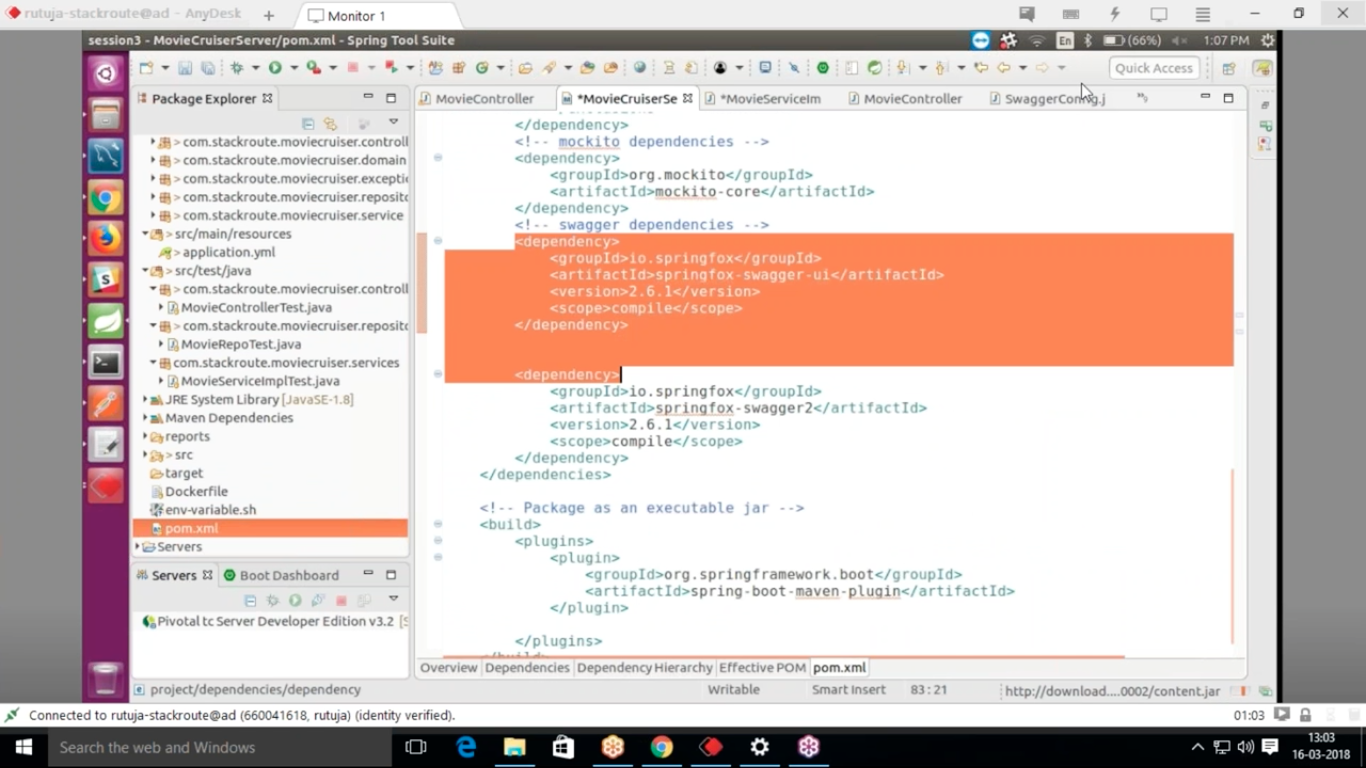 rutuja-stackroute@ad - AnyDesk
Monitor 1
session3 - MovieCruiserServer/pom.xml - Spring Tool Suite
En
(66%)
1:07 PM
Quick Access
Package Explorer
MovieController
*MovieCruiserSe
*MovieServiceIm
MovieController
SwaggerConfig.j
> com.stackroute.moviecruiser.controll
> com.stackroute.moviecruiser.domain
> com.stackroute.moviecruiser.exceptic
> com.stackroute.moviecruiser.reposito
> com.stackroute.moviecruiser.service
> src/main/resources
> application.yml
> src/test/java
> com.stackroute.moviecruiser.controll
MovieControllerTest.java
> com.stackroute.moviecruiser.reposito
MovieRepoTest.java
com.stackroute.moviecruiser.services
> MovieServiceImplTest.java
JRE System Library [JavaSE-1.8]
Maven Dependencies
reports
> src
target
Dockerfile
env-variable.sh
pom.xml
Servers
</dependency>
<!-- mockito dependencies -->
<dependency>
<groupId>org.mockito</groupId>
<artifactId>mockito-core</artifactId>
</dependency>
<!-- swagger dependencies -->
<dependency>
<groupId>io.springfox</groupId>
<artifactId>springfox-swagger-ui</artifactId>
<version>2.6.1</version>
<scope>compile</scope>
</dependency>
<dependency>
<groupId>io.springfox</groupId>
<artifactId>springfox-swagger2</artifactId>
<version>2.6.1</version>
<scope>compile</scope>
</dependency>
</dependencies>
<!-- Package as an executable jar -->
<build>
<plugins>
<plugin>
<groupId>org.springframework.boot</groupId>
<artifactId>spring-boot-maven-plugin</artifactId>
</plugin>
</plugins>
Servers
Boot Dashboard
Pivotal tc Server Developer Edition v3.2 [S
Overview Dependencies Dependency Hierarchy Effective POM pom.xml
project/dependencies/dependency
Writable
Smart Insert
83 : 21
http://download....0002/content.jar
Connected to rutuja-stackroute@ad (660041618, rutuja) (identity verified).
01:03
Search the web and Windows
13:03
16-03-2018